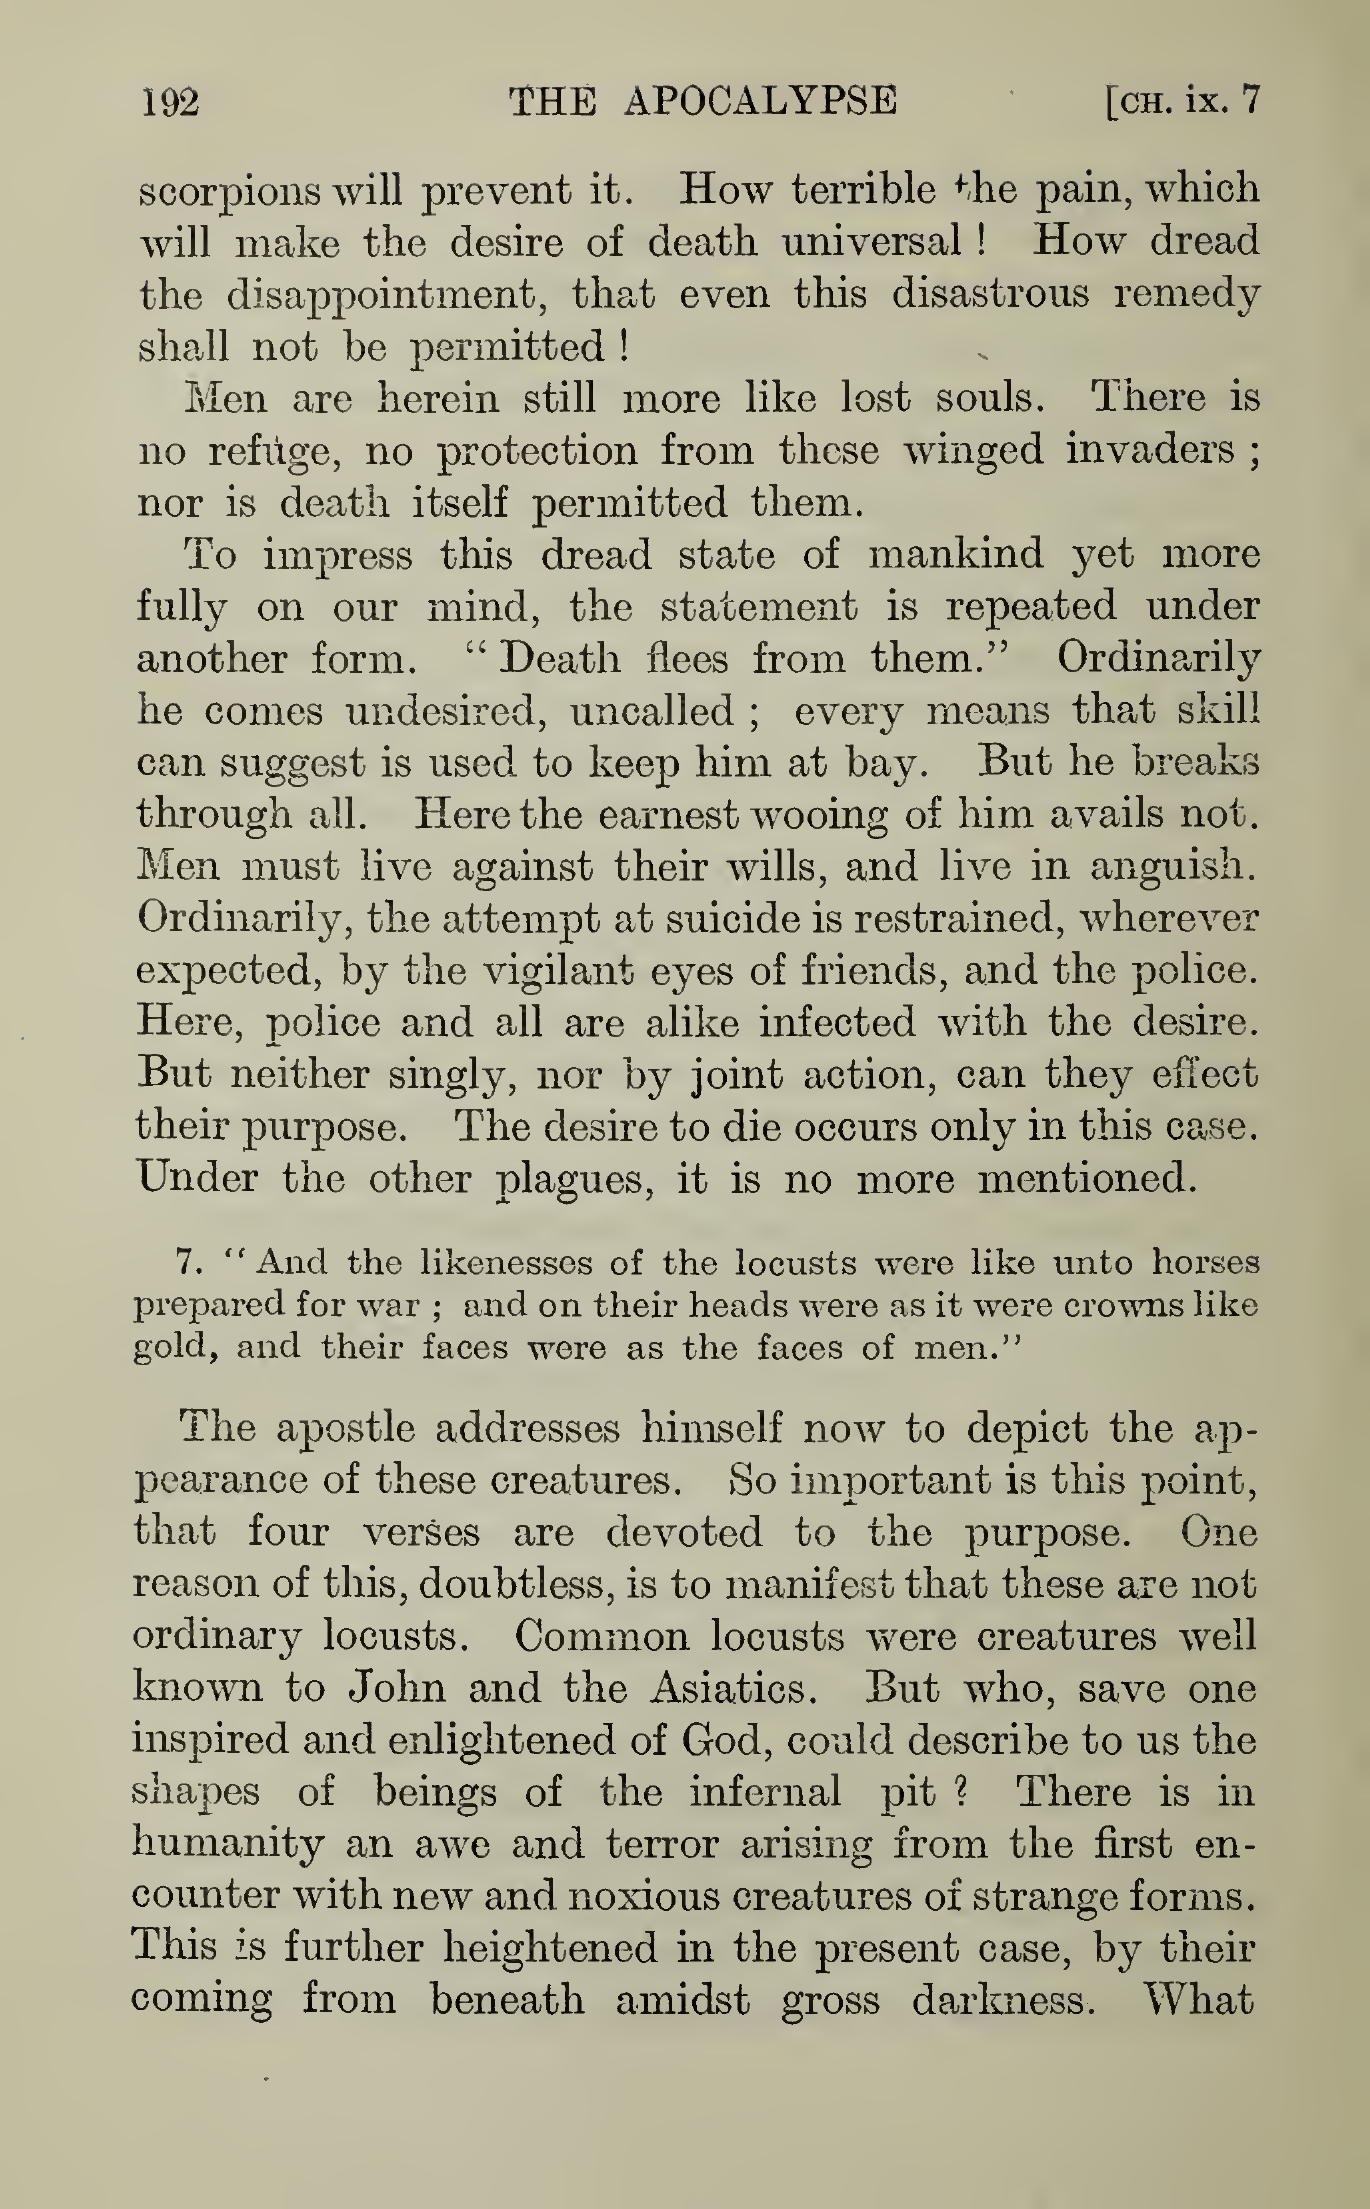 192 THE APOCALYPSE [CH. ix. 7
scorpions will prevent it. How terrible the pain, which
will make the desire of death universal ! How dread
the disappointment, that even this disastrous remedy
shall not be permitted !
Men are herein still more like lost souls. There is
no refuge, no protection from these winged invaders ;
nor is death itself permitted them.
To impress this dread state of mankind yet more
fully on our mind, the statement is repeated under
another form. “ Death flees from them.” Ordinarily
he comes undesired, uncalled ; every means that skill
can suggest is used to keep him at bay. But he breaks
through all. Here the earnest wooing of him avails not.
Men must live against their wills, and live in anguish.
Ordinarily, the attempt at suicide is restrained, wherever
expected, by the vigilant eyes of friends, and the police.
Here, police and all are alike infected with the desire.
But neither singly, nor by joint action, can they effect
their purpose. The desire to die occurs only in this case.
Under the other plagues, it is no more mentioned.
7. “ And the likenesses of the locusts were like unto horses
prepared for war ; and on their heads were as it were crowns like
gold, and their faces were as the faces of men.”
The apostle addresses himself now to depict the ap-
pearance of these creatures. So important is this point,
that four verses are devoted to the purpose. One
reason of this, doubtless, is to manifest that these are not
ordinary locusts. Common locusts were creatures well
known to John and the Asiatics. But who, save one
inspired and enlightened of God, could describe to us the
shapes of beings of the infernal pit ? There is in
humanity an awe and terror arising from the first en-
counter with new and noxious creatures of strange forms.
This is further heightened in the present case, by their
coming from beneath amidst gross darkness. What